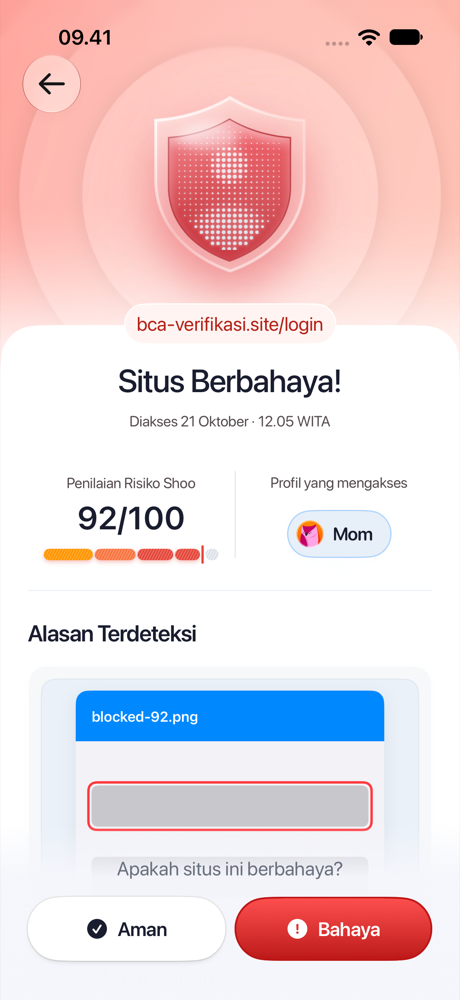 09.41
bca-verifikasi.site/login
Situs Berbahaya!
Diakses 21 Oktober · 12.05 WITA
Penilaian Risiko Shoo
92/100
Profil yang mengakses
Mom
Alasan Terdeteksi
blocked-92.png
Apakah situs ini berbahaya?
Aman
Bahaya